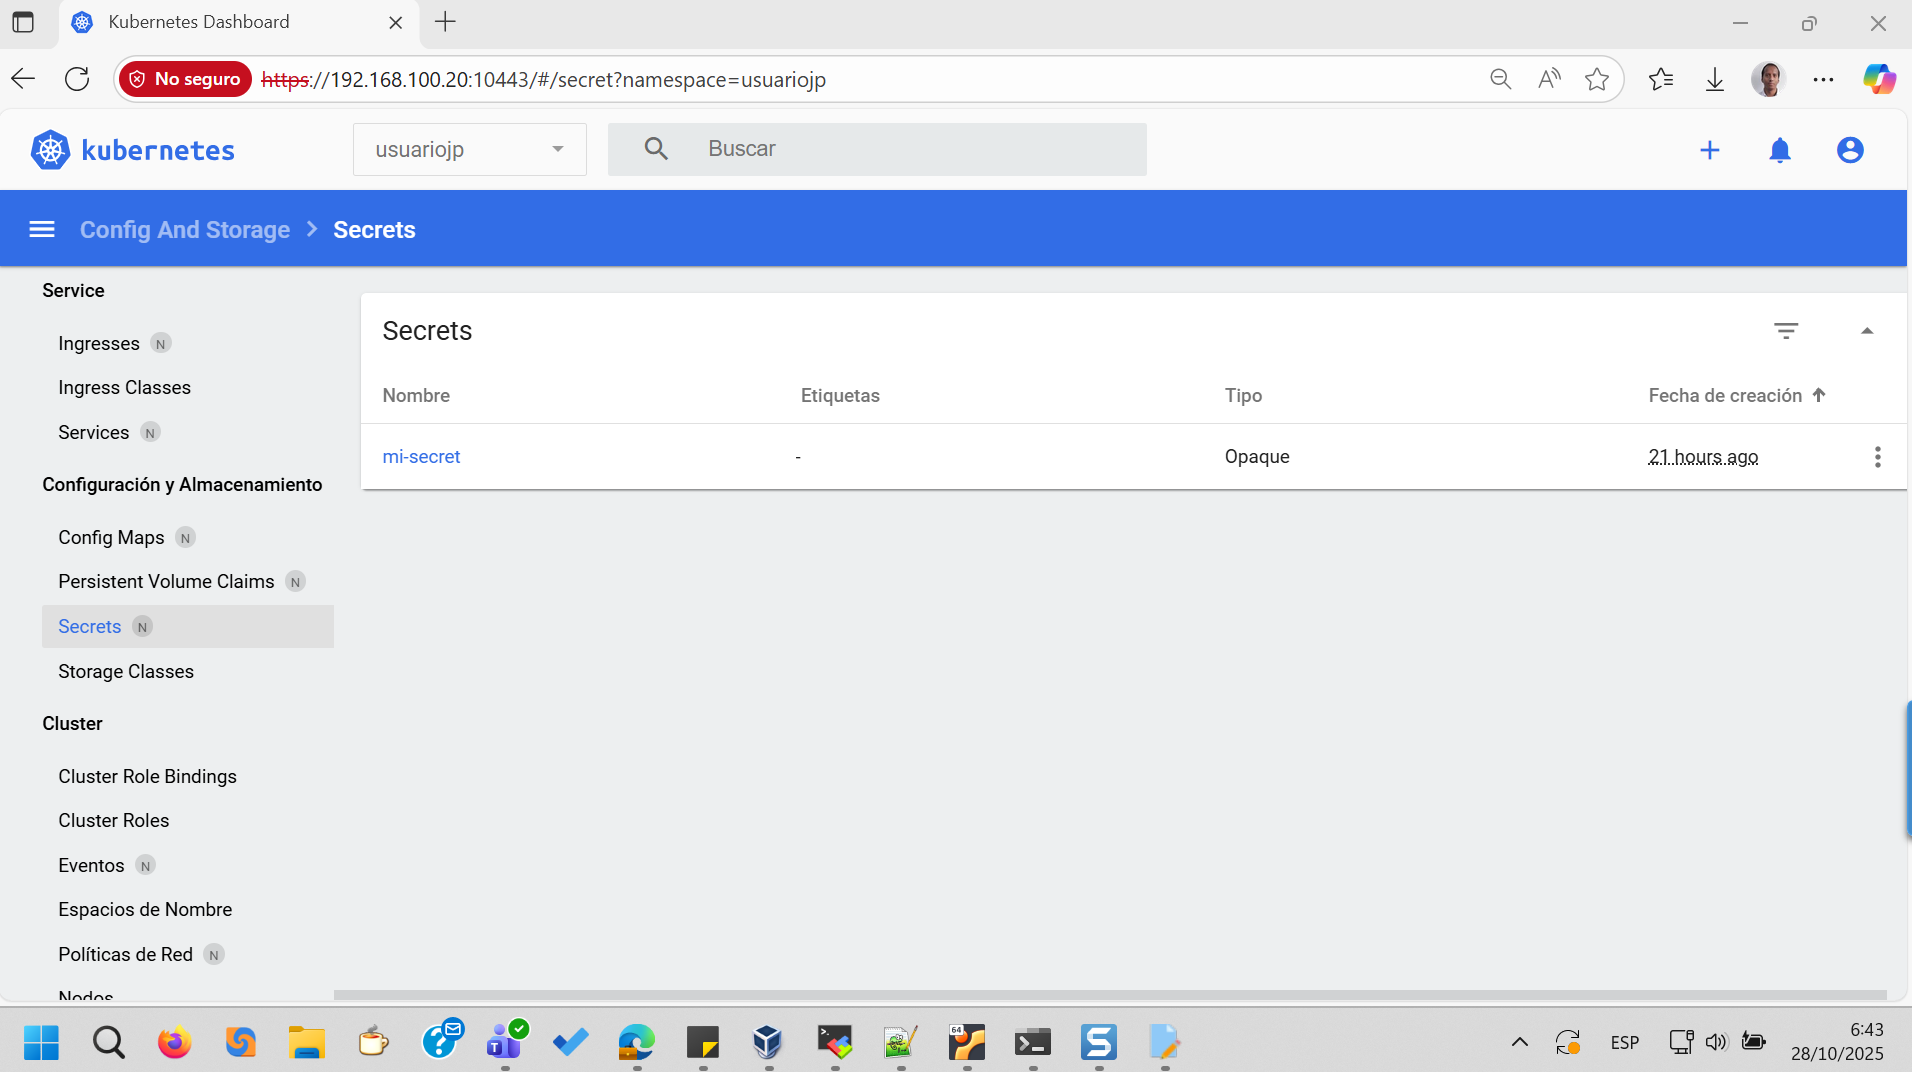 Kubernetes Dashboard
No seguro
https://192.168.100.20:10443/#/secret?namespace=usuariojp
kubernetes
usuariojp
Buscar
Config And Storage
Secrets
Service
Ingresses N
Ingress Classes
Services N
Configuración y Almacenamiento
Config Maps N
Persistent Volume Claims N
Secrets N
Storage Classes
Cluster
Cluster Role Bindings
Cluster Roles
Eventos N
Espacios de Nombre
Políticas de Red N
Nodos
Secrets
Nombre Etiquetas Tipo Fecha de creación
mi-secret - Opaque 21 hours ago
64
ESP
6:43
28/10/2025